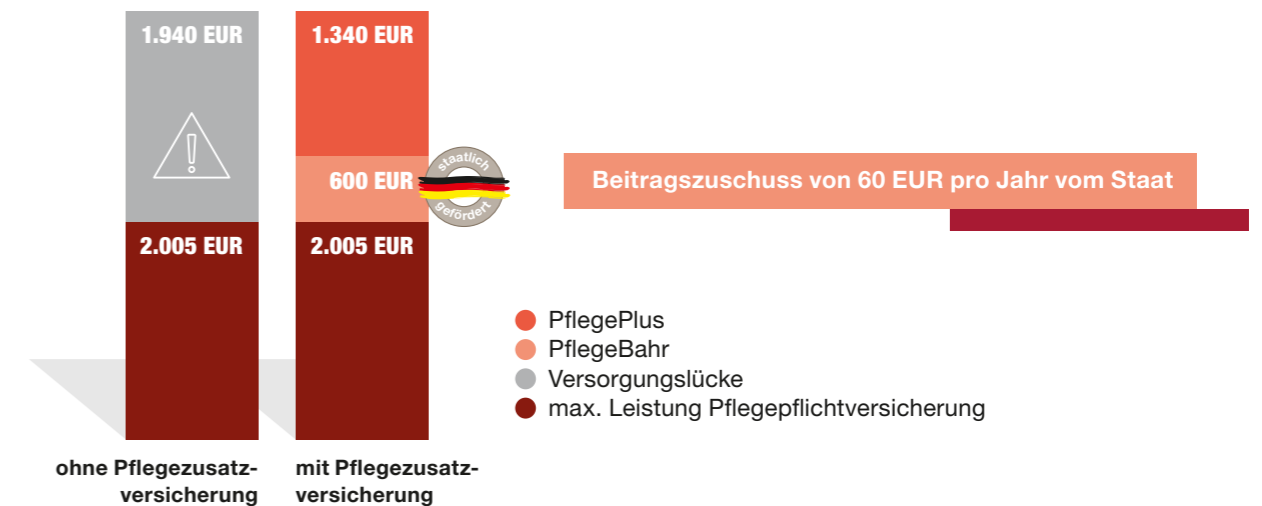 1.940 EUR
1.340 EUR
600 EUR
staatlich
gefördert
Beitragszuschuss von 60 EUR pro Jahr vom Staat
2.005 EUR
2.005 EUR
PflegePlus
PflegeBahr
Versorgungslücke
max. Leistung Pflegepflichtversicherung
ohne Pflegezusatz-
versicherung
mit Pflegezusatz-
versicherung